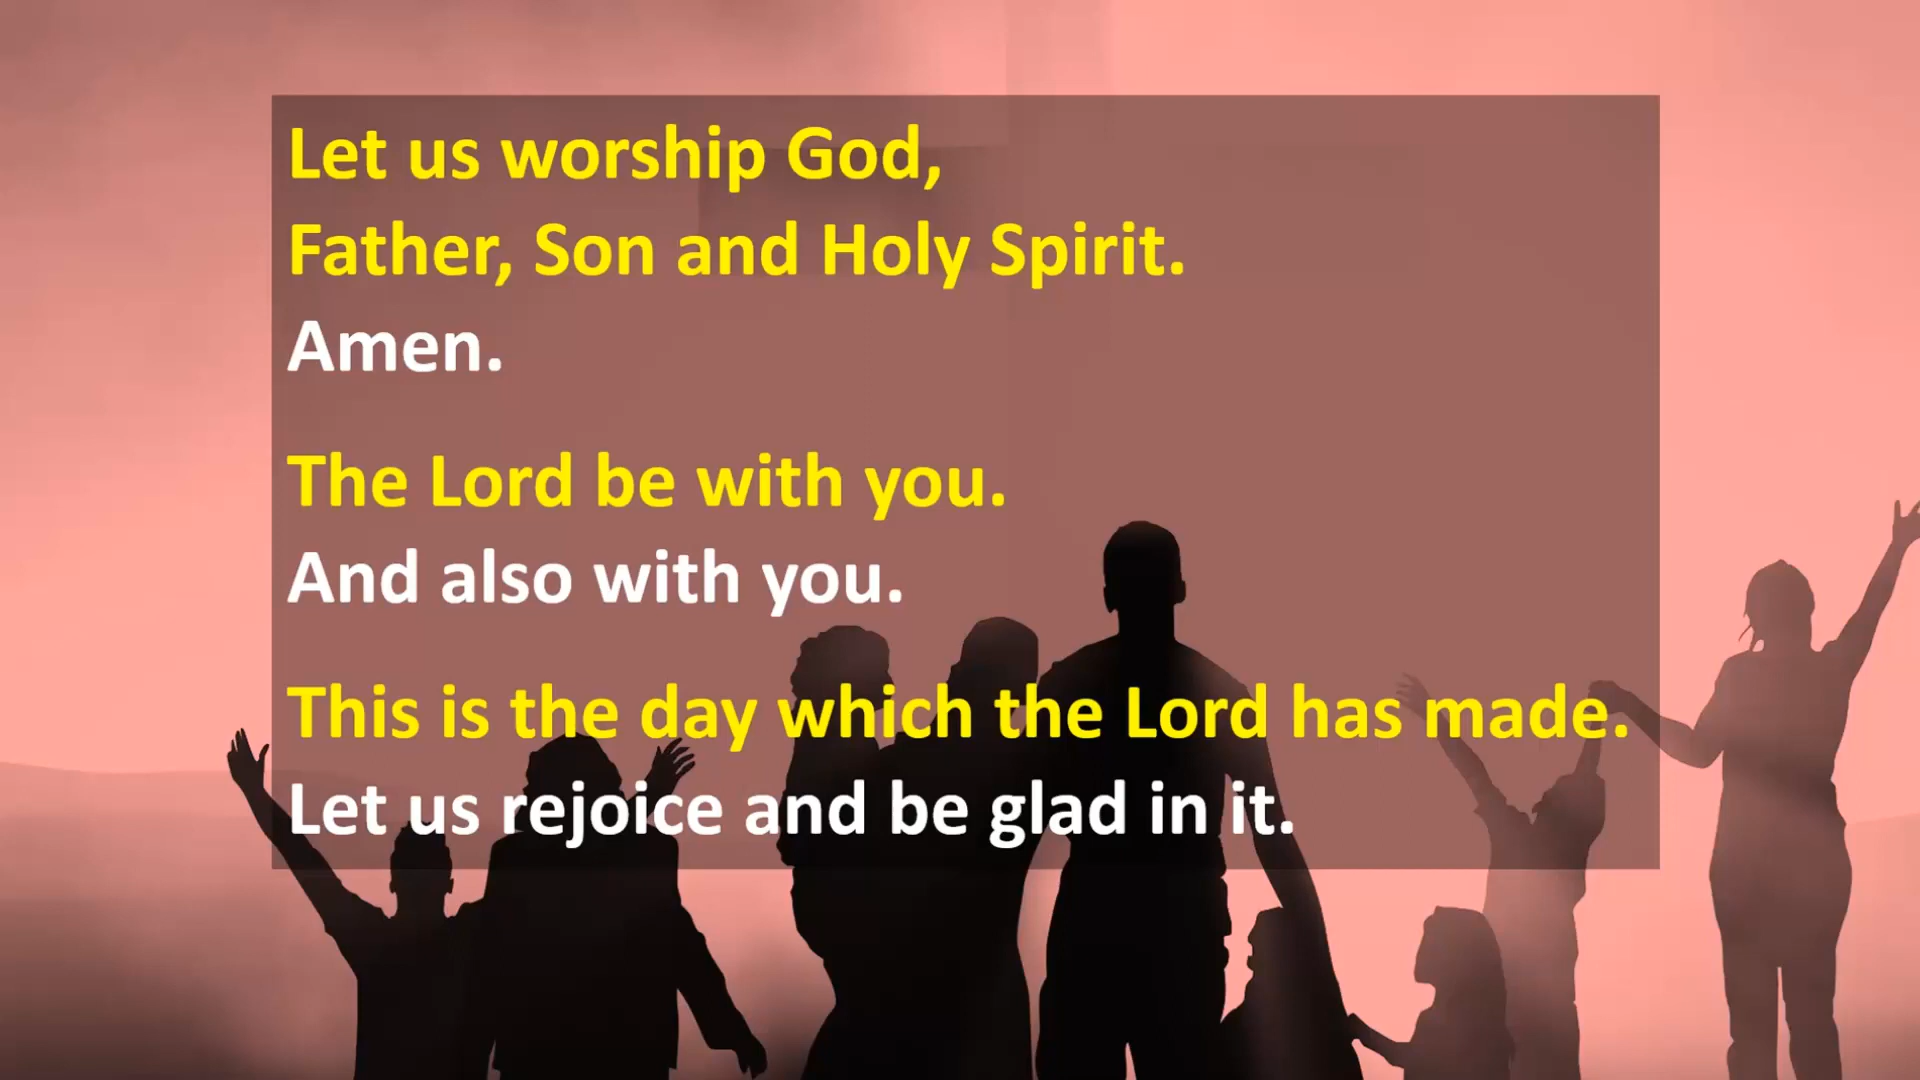 Let us worship God,
Father, Son and Holy Spirit.
Amen.
The Lord be with you.
And also with you.
This is the day which the Lord has made.
Let us rejoice and be glad in it.